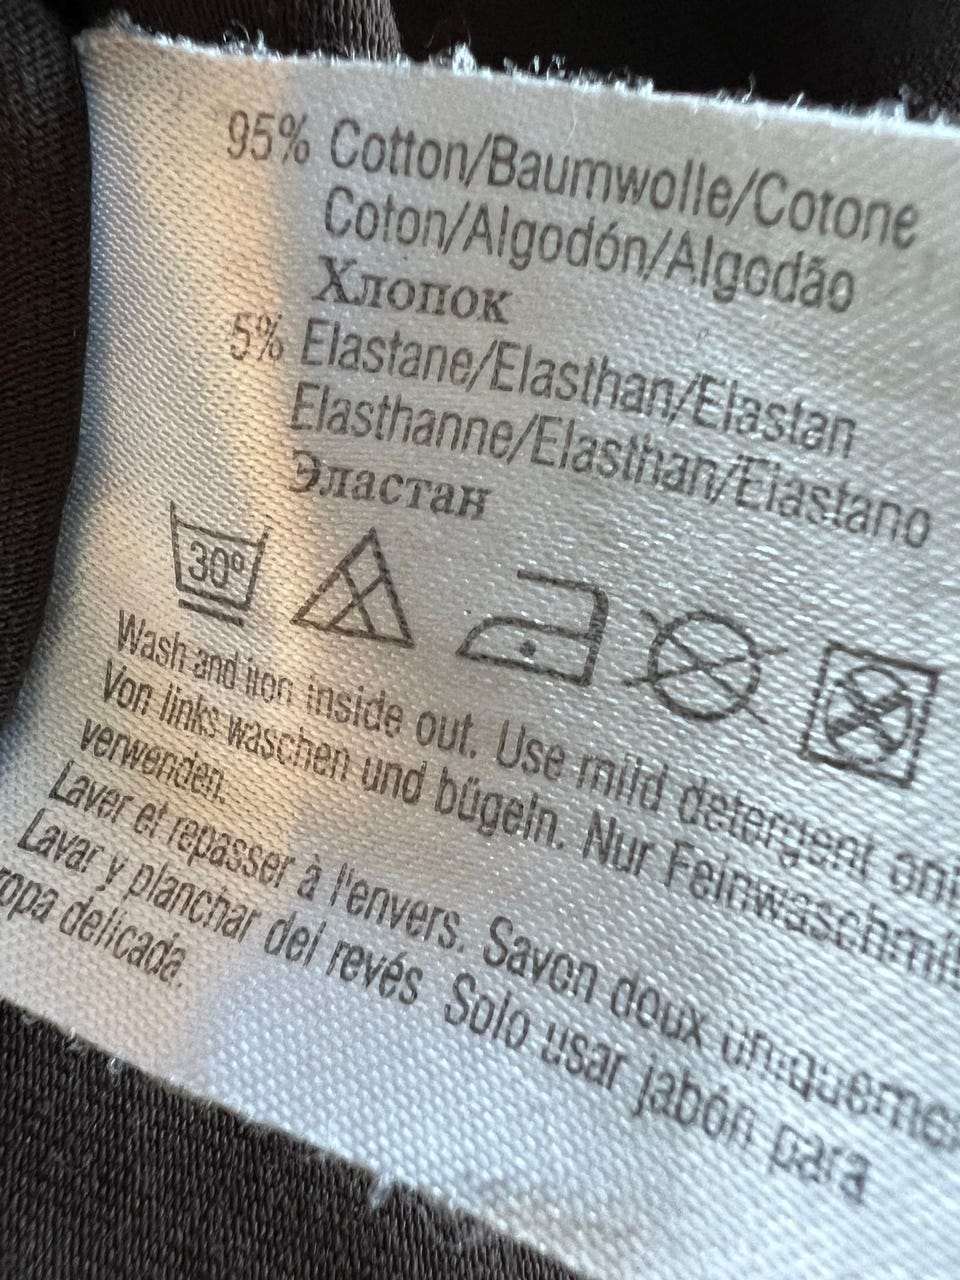 95% Cotton/Baumwolle/Cotone
Coton/Algodón/Algodão
Хлопок
5% Elastane/Elasthan/Elastan
Elasthanne/Elasthan/Elastano
Эластан
30°
Wash and iron inside out. Use mild detergent
Von links waschen und bügeln. Nur
verwenden.
Laver et repasser à l'envers. Savon doux
Lavar y planchar del revés Solo usar jabón para
delicada.